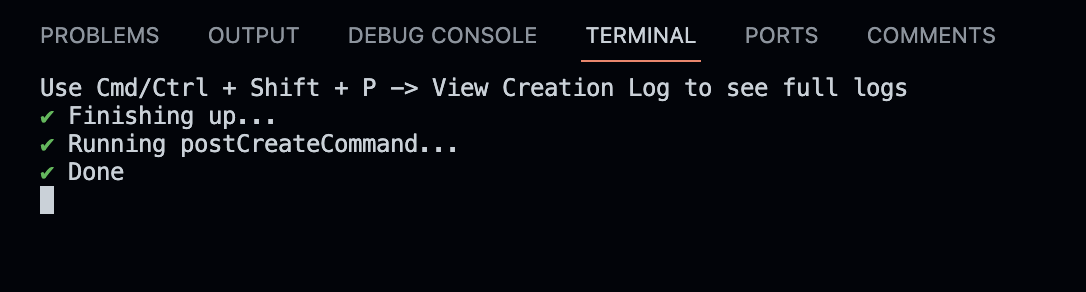 PROBLEMS OUTPUT DEBUG CONSOLE TERMINAL PORTS COMMENTS
Use Cmd/Ctrl + Shift + P -> View Creation Log to see full logs
✔ Finishing up...
✔ Running postCreateCommand...
✔ Done